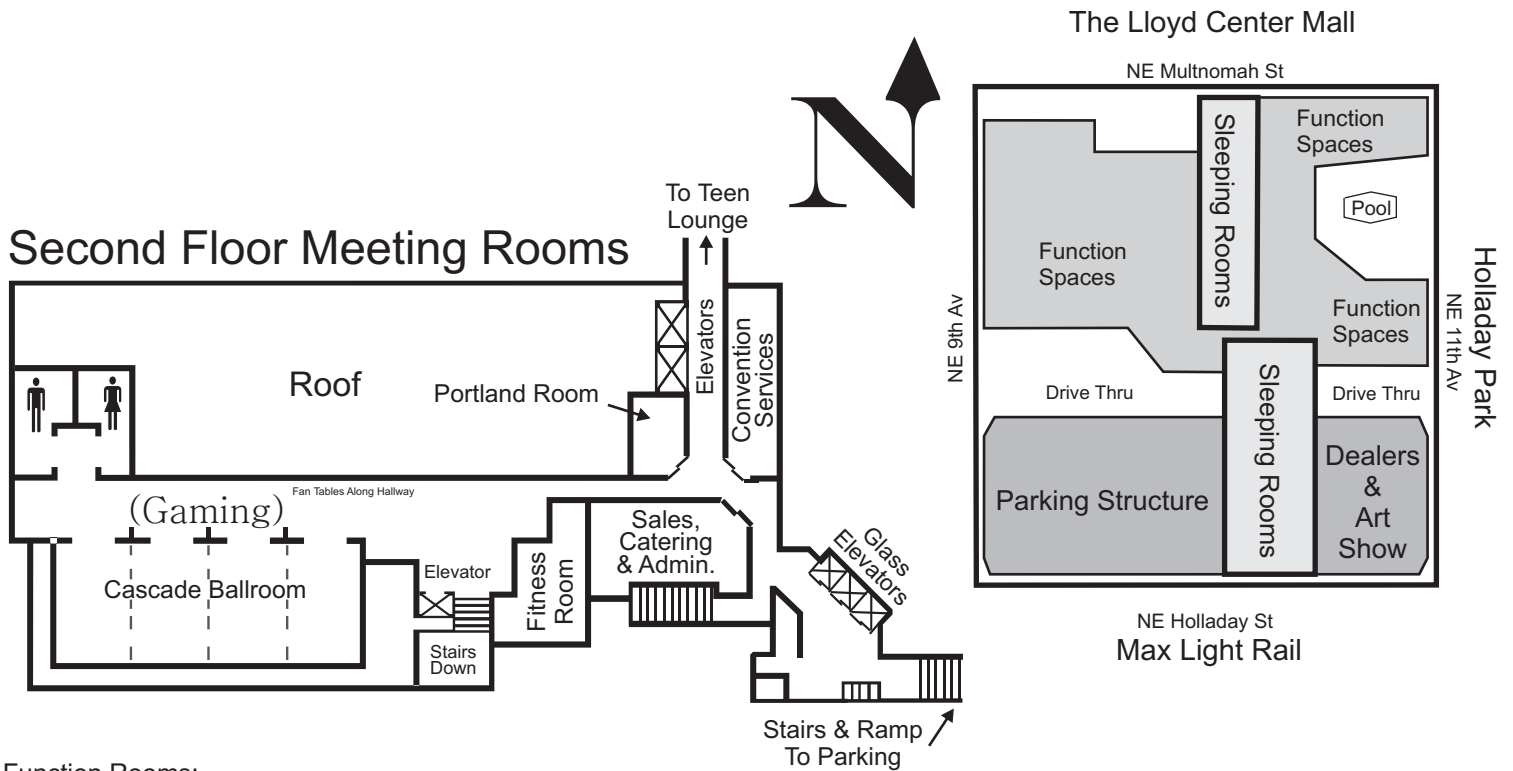 The Lloyd Center Mall
NE Multnomah St
N
Sleeping Rooms
Function
Spaces
Pool
Function
Spaces
Function
Spaces
NE 9th Av
Holladay Park
NE 11th Av
Drive Thru
Drive Thru
Sleeping Rooms
Parking Structure
Dealers
&
Art
Show
NE Holladay St
Max Light Rail
Second Floor Meeting Rooms
To Teen
Lounge
Elevators
Convention
Services
Roof
Portland Room
Fan Tables Along Hallway
(Gaming)
Cascade Ballroom
Elevator
Stairs
Down
Fitness
Room
Sales,
Catering
& Admin.
Glass
Elevators
Stairs & Ramp
To Parking
Function Rooms: